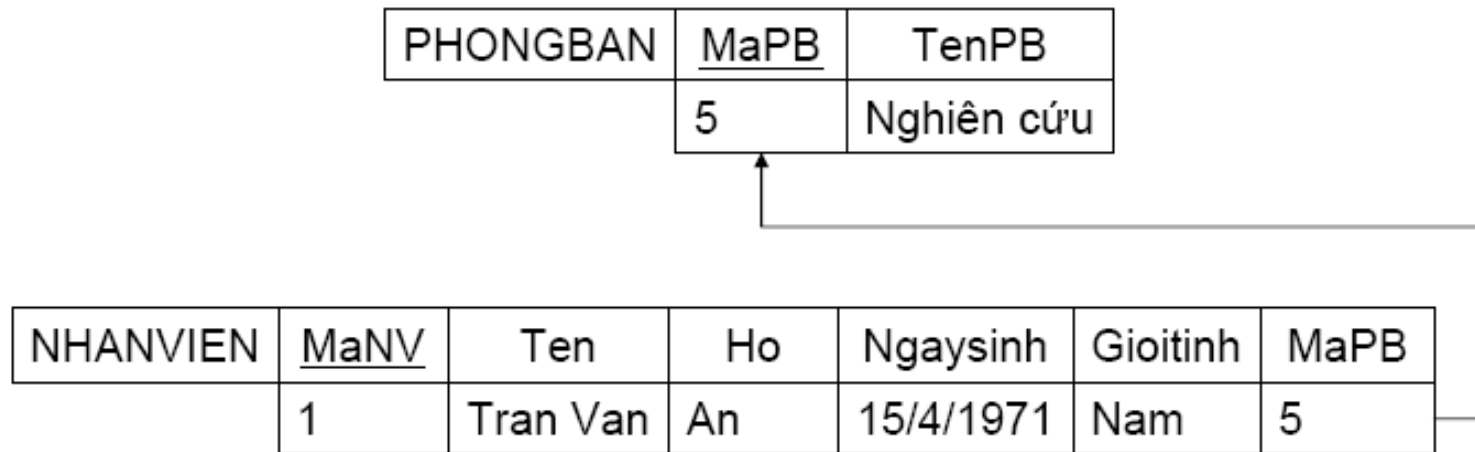 PHONGBAN MaPB TenPB
5 Nghiên cứu
NHANVIEN MaNV Ten Ho Ngaysinh Gioitinh MaPB
1 Tran Van An 15/4/1971 Nam 5